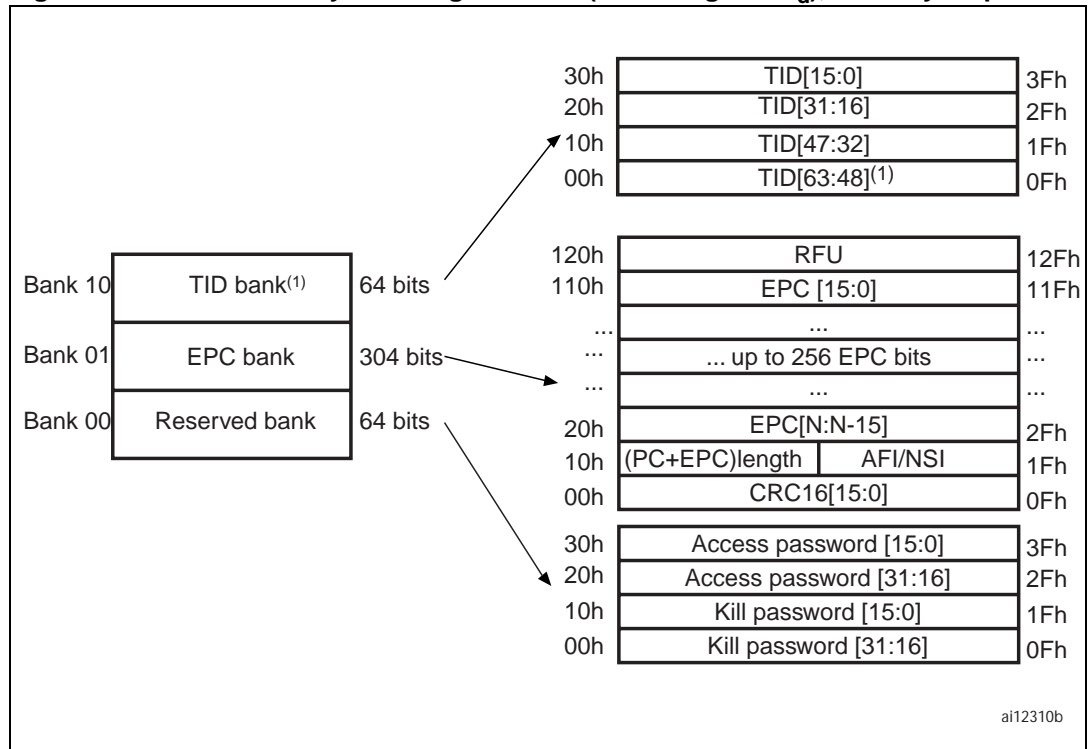 30h TID[15:0] 3Fh
20h TID[31:16] 2Fh
10h TID[47:32] 1Fh
00h TID[63:48](1) 0Fh
Bank 10 TID bank(1) 64 bits
Bank 01 EPC bank 304 bits
Bank 00 Reserved bank 64 bits
120h RFU 12Fh
110h EPC [15:0] 11Fh
... ... ...
... ... up to 256 EPC bits ...
... ... ...
20h EPC[N:N-15] 2Fh
10h (PC+EPC)length AFI/NSI 1Fh
00h CRC16[15:0] 0Fh
30h Access password [15:0] 3Fh
20h Access password [31:16] 2Fh
10h Kill password [15:0] 1Fh
00h Kill password [31:16] 0Fh
ai12310b